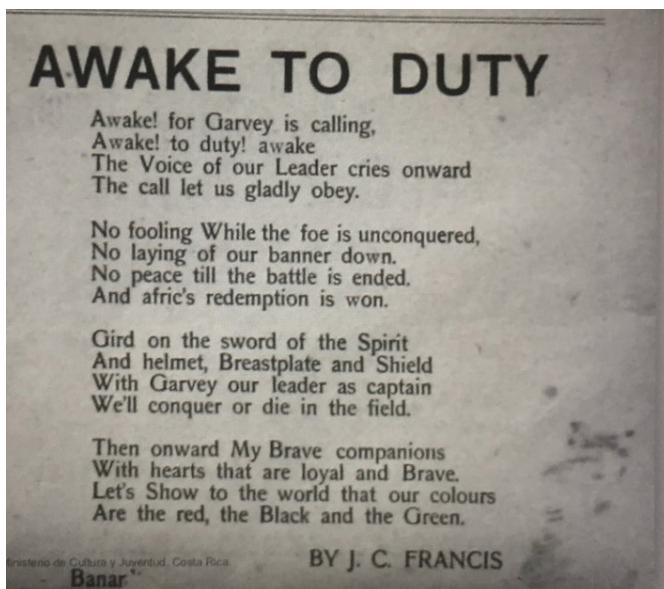 AWAKE TO DUTY
Awake! for Garvey is calling,
Awake! to duty! awake
The Voice of our Leader cries onward
The call let us gladly obey.
No fooling While the foe is unconquered,
No laying of our banner down.
No peace till the battle is ended.
And afric's redemption is won.
Gird on the sword of the Spirit
And helmet, Breastplate and Shield
With Garvey our leader as captain
We'll conquer or die in the field.
Then onward My Brave companions
With hearts that are loyal and Brave.
Let's Show to the world that our colours
Are the red, the Black and the Green.
BY J. C. FRANCIS
inisterio de Cultura y Juventud. Costa Rica
Banar